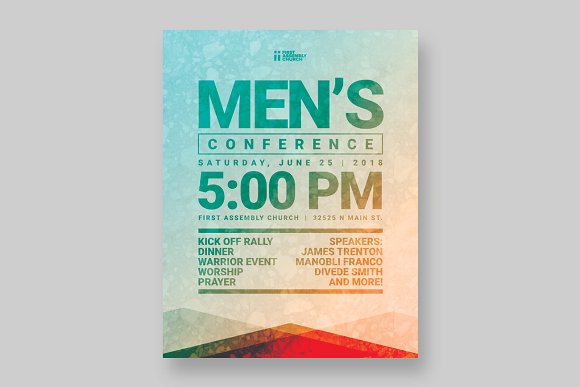 FIRST
ASSEMBLY
CHURCH
MEN'S
CONFERENCE
SATURDAY, JUNE 25 | 2018
5:00 PM
FIRST ASSEMBLY CHURCH | 32525 N MAIN ST.
KICK OFF RALLY
DINNER
WARRIOR EVENT
WORSHIP
PRAYER
SPEAKERS:
JAMES TRENTON
MANOBLI FRANCO
DIVEDE SMITH
AND MORE!